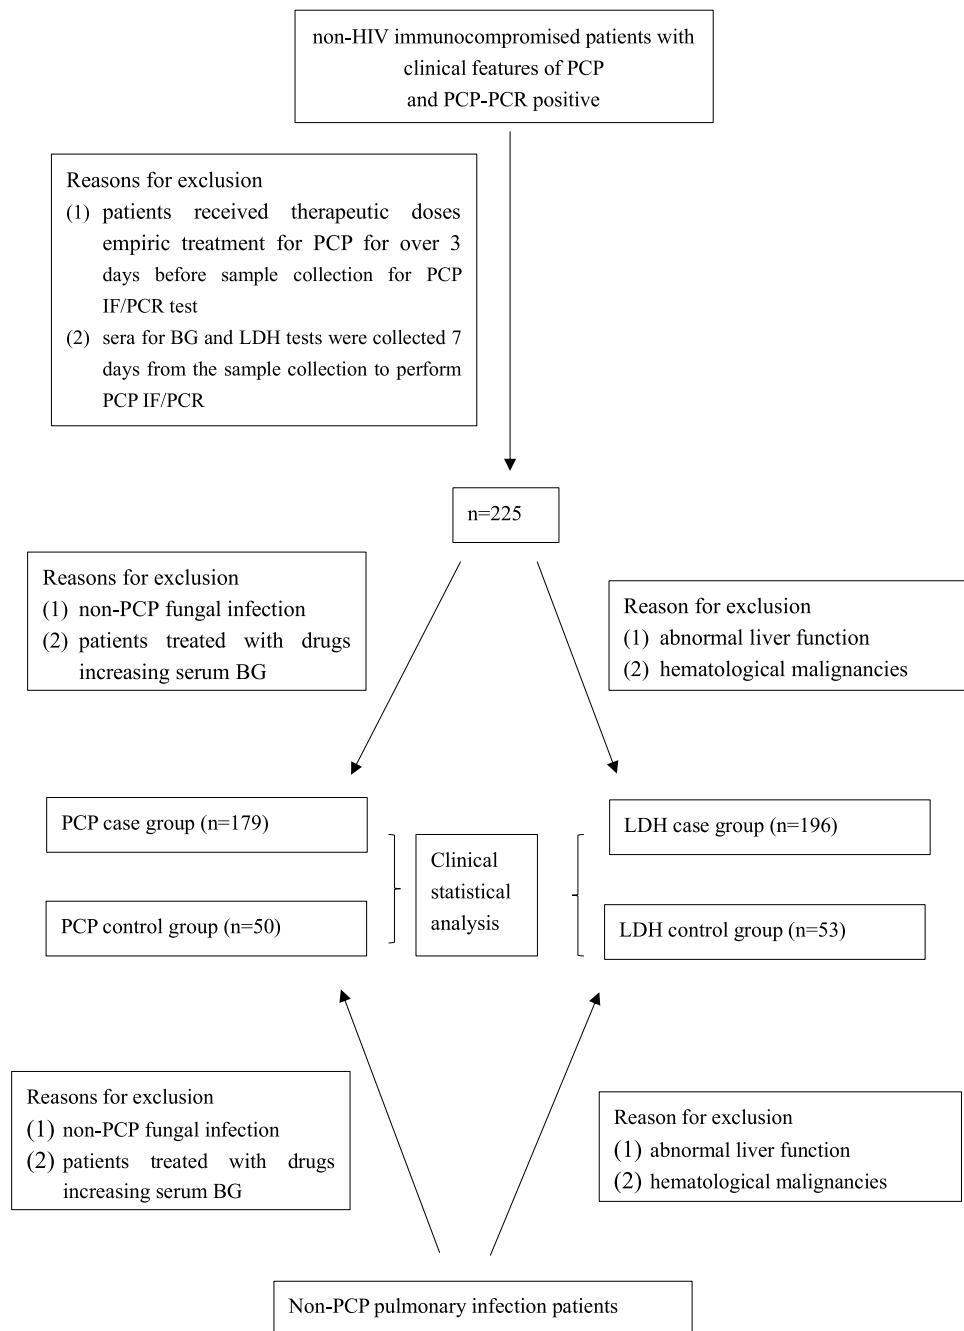 non-HIV immunocompromised patients with
clinical features of PCP
and PCP-PCR positive
Reasons for exclusion
(1) patients received therapeutic doses
empiric treatment for PCP for over 3
days before sample collection for PCP
IF/PCR test
(2) sera for BG and LDH tests were collected 7
days from the sample collection to perform
PCP IF/PCR
n=225
Reasons for exclusion
(1) non-PCP fungal infection
(2) patients treated with drugs
increasing serum BG
Reason for exclusion
(1) abnormal liver function
(2) hematological malignancies
PCP case group (n=179)
PCP control group (n=50)
Clinical
statistical
analysis
LDH case group (n=196)
LDH control group (n=53)
Reasons for exclusion
(1) non-PCP fungal infection
(2) patients treated with drugs
increasing serum BG
Reason for exclusion
(1) abnormal liver function
(2) hematological malignancies
Non-PCP pulmonary infection patients